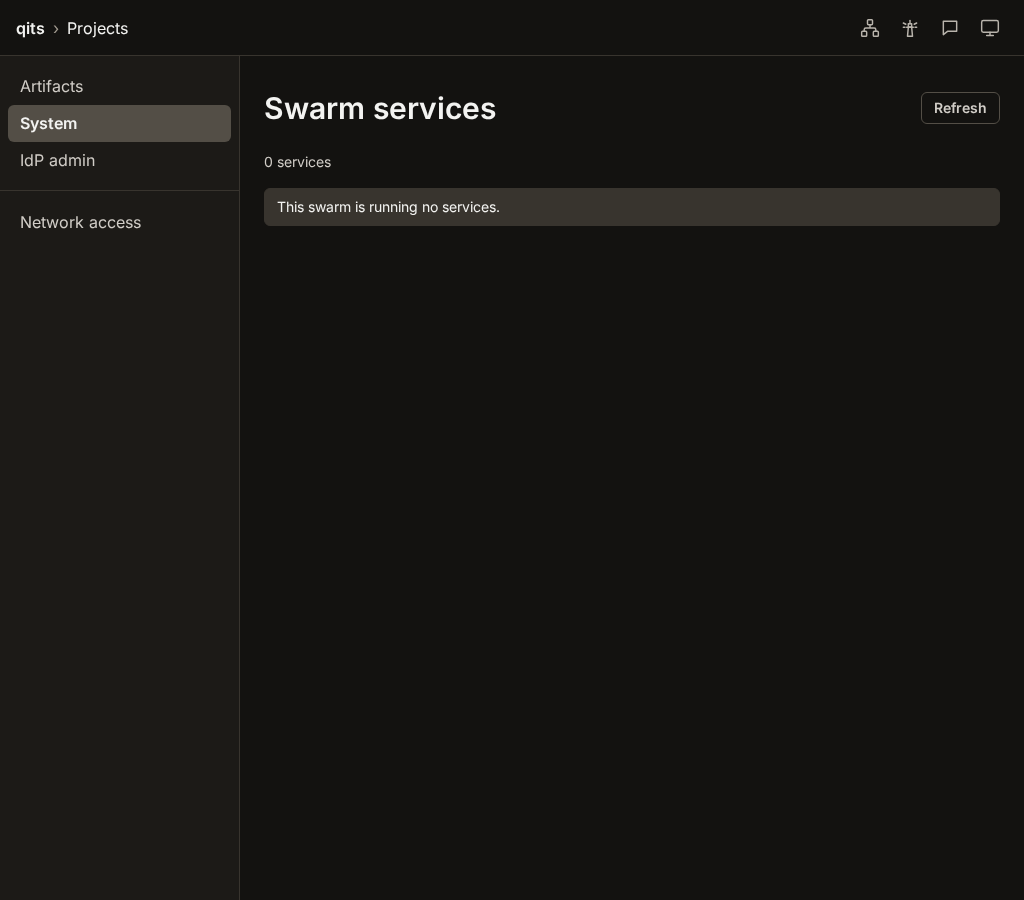 qits › Projects
Artifacts
System
IdP admin
Network access
Swarm services
Refresh
0 services
This swarm is running no services.